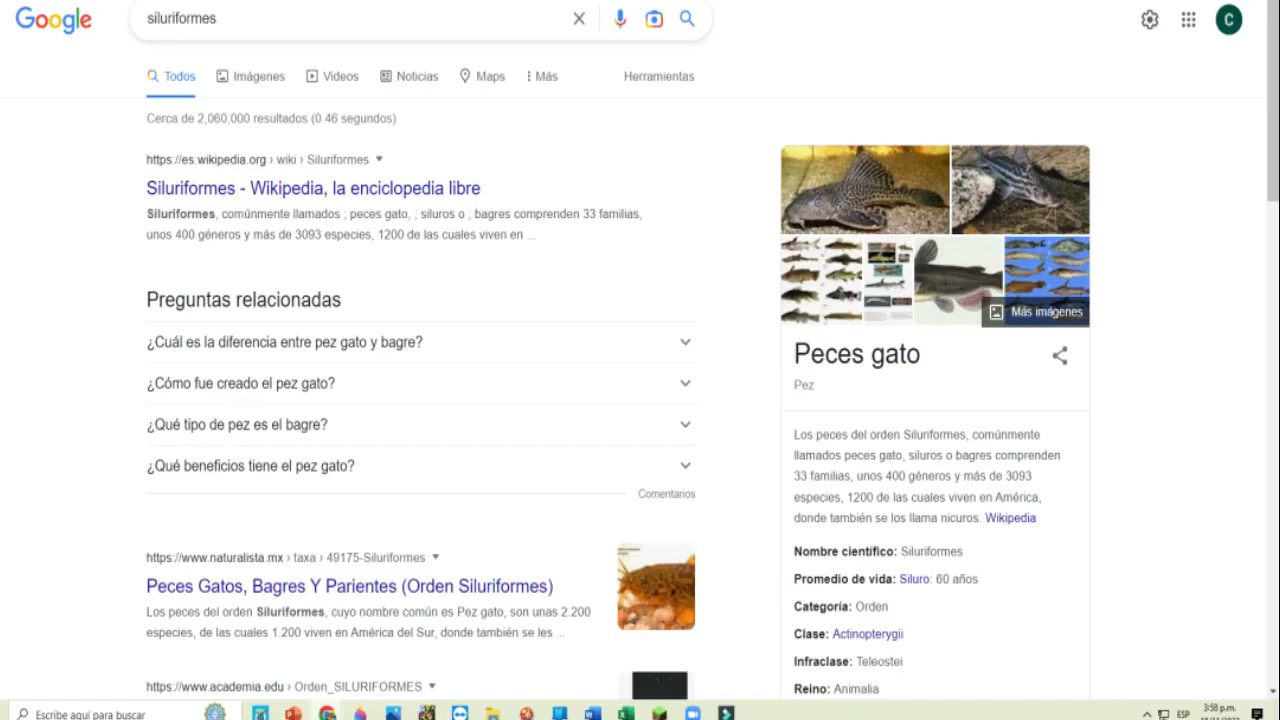 Google
siluriformes
C
Todos
Imágenes
Videos
Noticias
Maps
Más
Herramientas
Cerca de 2,060,000 resultados (0.46 segundos)
https://es.wikipedia.org › wiki › Siluriformes
Siluriformes - Wikipedia, la enciclopedia libre
Siluriformes, comúnmente llamados ; peces gato, ; siluros o ; bagres comprenden 33 familias,
unos 400 géneros y más de 3093 especies, 1200 de las cuales viven en ...
Preguntas relacionadas
¿Cuál es la diferencia entre pez gato y bagre?
¿Cómo fue creado el pez gato?
¿Qué tipo de pez es el bagre?
¿Qué beneficios tiene el pez gato?
Comentarios
https://www.naturalista.mx › taxa › 49175-Siluriformes
Peces Gatos, Bagres Y Parientes (Orden Siluriformes)
Los peces del orden Siluriformes, cuyo nombre común es Pez gato, son unas 2.200
especies, de las cuales 1.200 viven en América del Sur, donde también se les ...
https://www.academia.edu › Orden_SILURIFORMES
Más imágenes
Peces gato
Pez
Los peces del orden Siluriformes, comúnmente
llamados peces gato, siluros o bagres comprenden
33 familias, unos 400 géneros y más de 3093
especies, 1200 de las cuales viven en América,
donde también se los llama nicuros. Wikipedia
Nombre científico: Siluriformes
Promedio de vida: Siluro: 60 años
Categoría: Orden
Clase: Actinopterygii
Infraclase: Teleostei
Reino: Animalia
Escribe aquí para buscar
ESP
3:58 p.m.